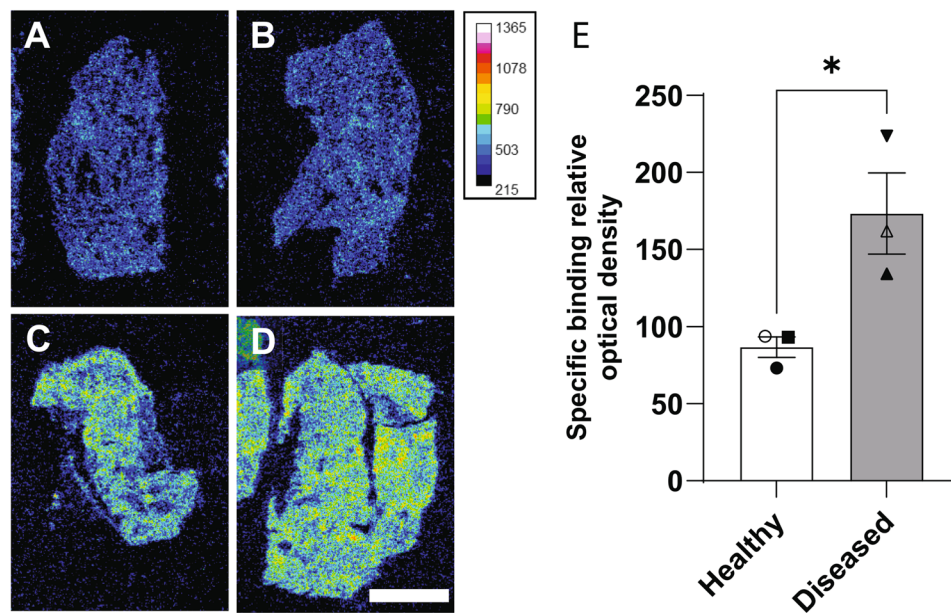 A
B
1365
1078
790
503
215
C
D
E
*
Specific binding relative
optical density
250
200
150
100
50
0
Healthy
Diseased